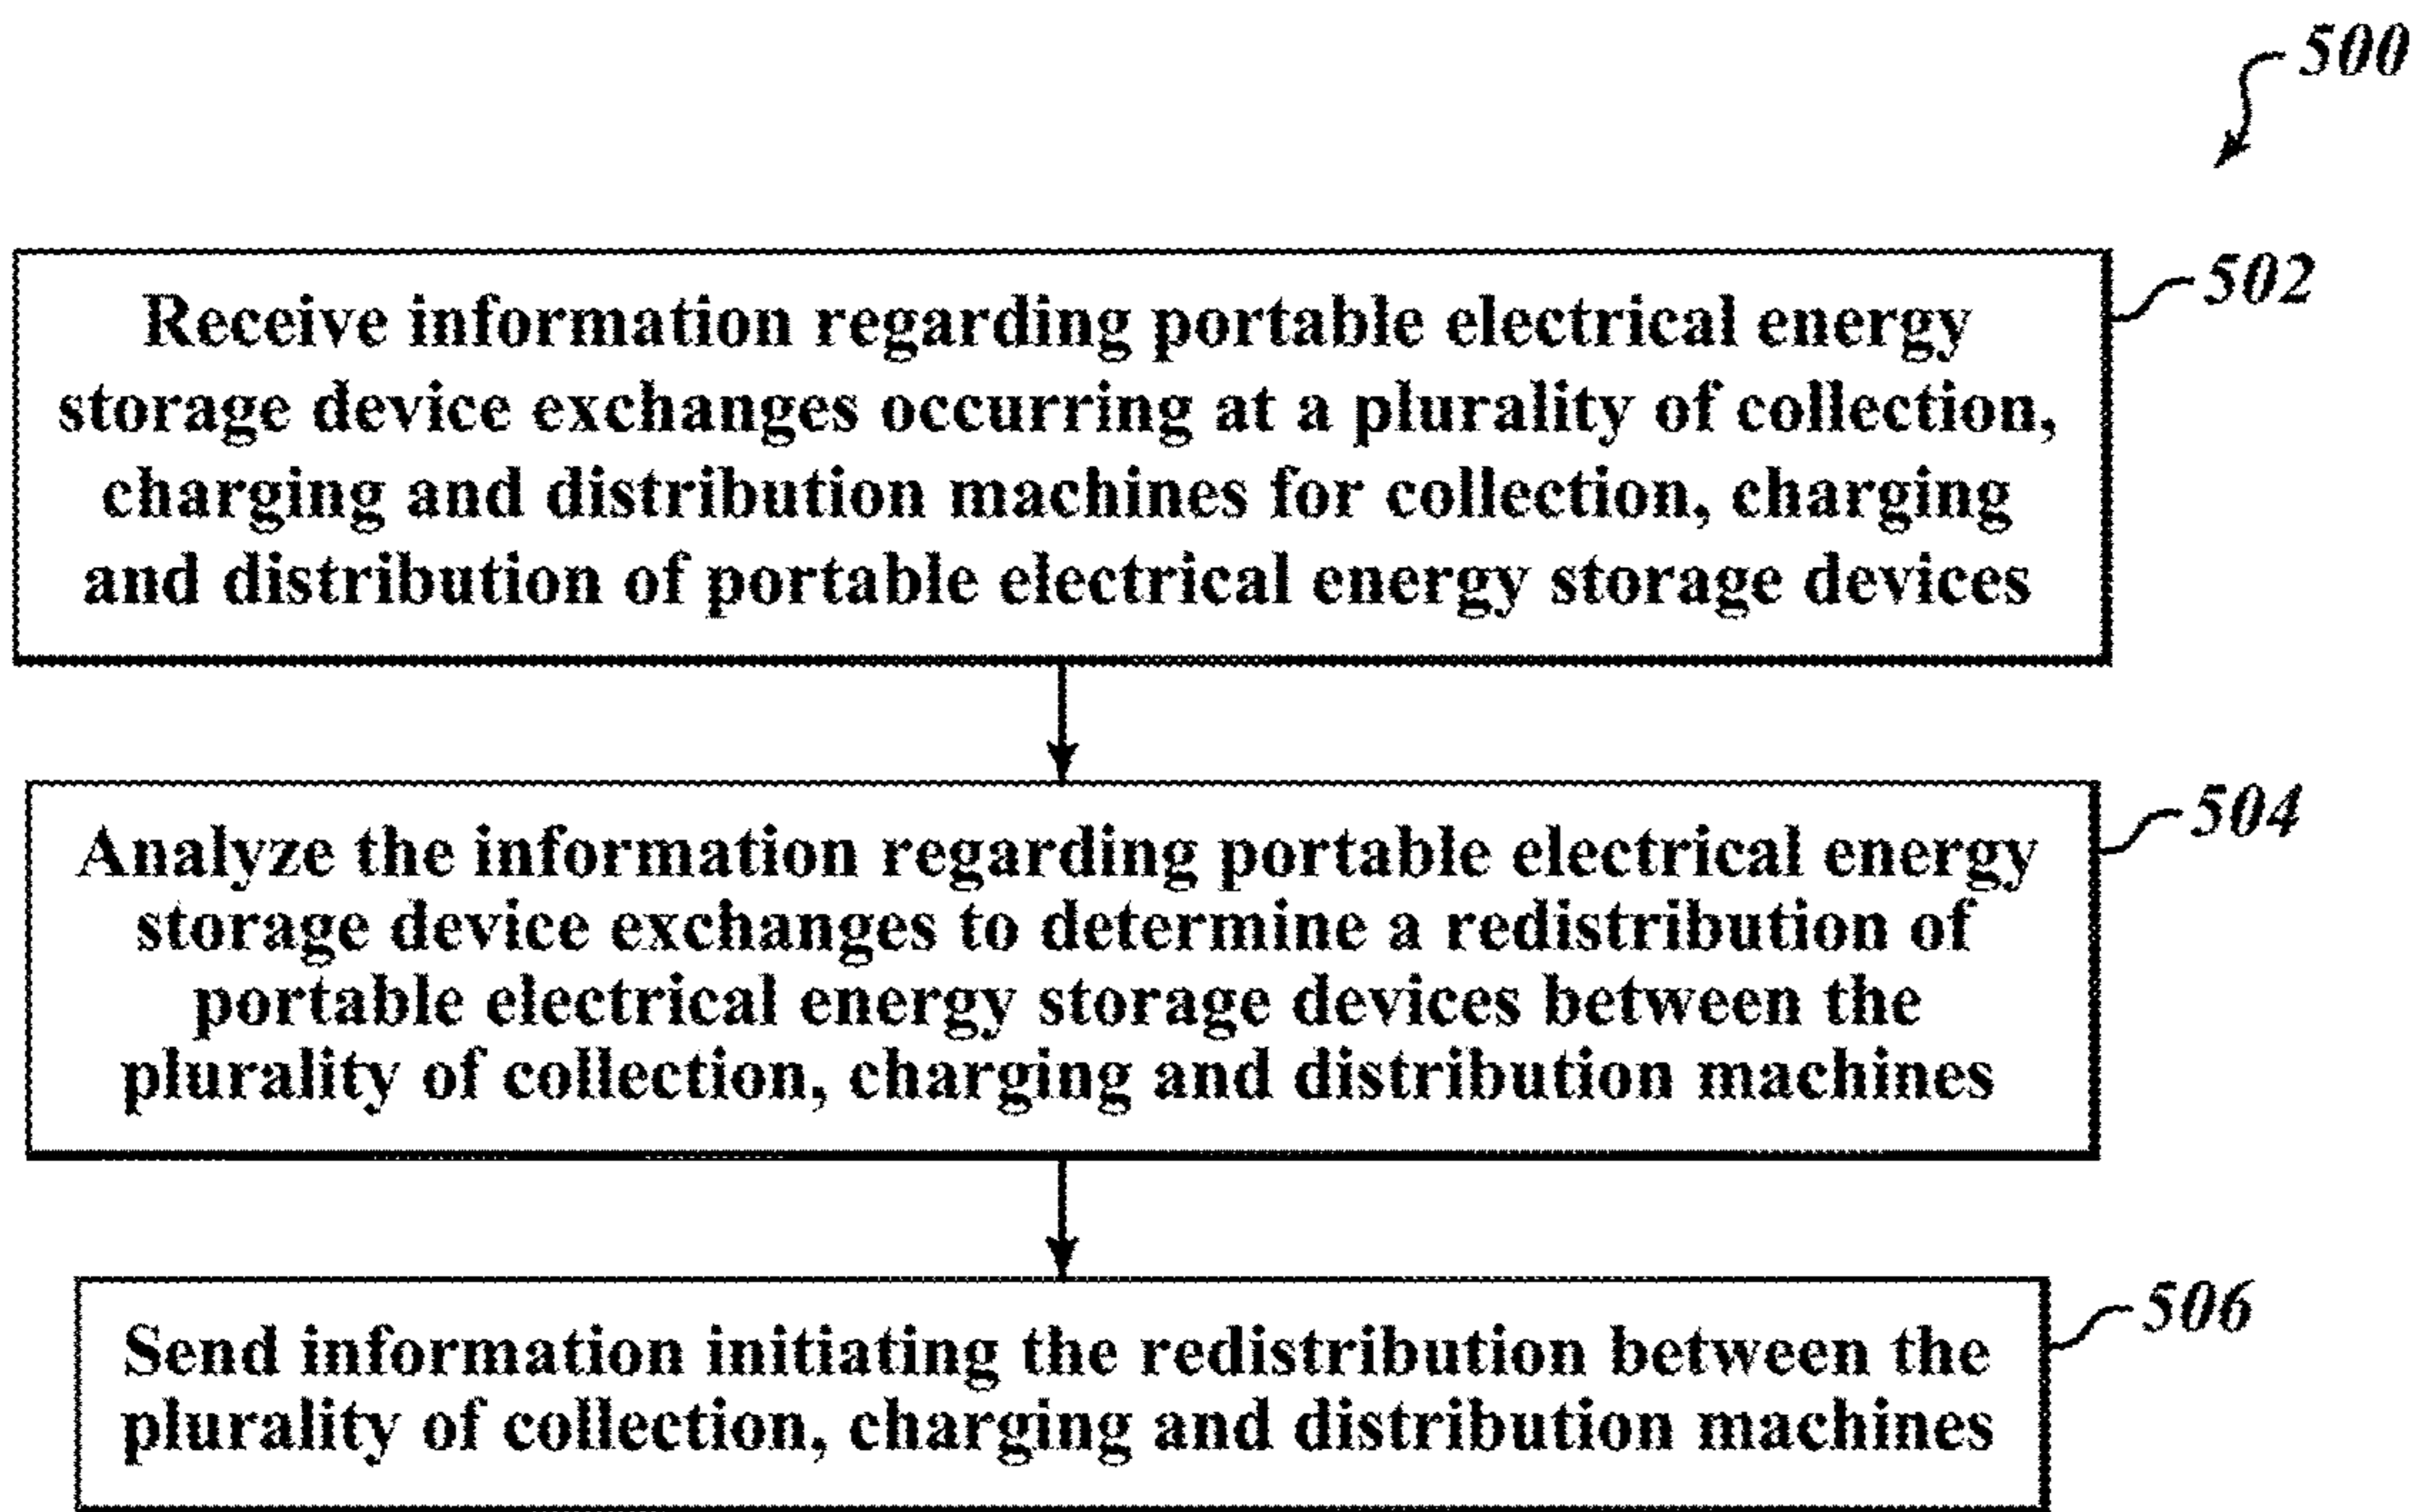 500
502
Receive information regarding portable electrical energy
storage device exchanges occurring at a plurality of collection,
charging and distribution machines for collection, charging
and distribution of portable electrical energy storage devices
504
Analyze the information regarding portable electrical energy
storage device exchanges to determine a redistribution of
portable electrical energy storage devices between the
plurality of collection, charging and distribution machines
506
Send information initiating the redistribution between the
plurality of collection, charging and distribution machines